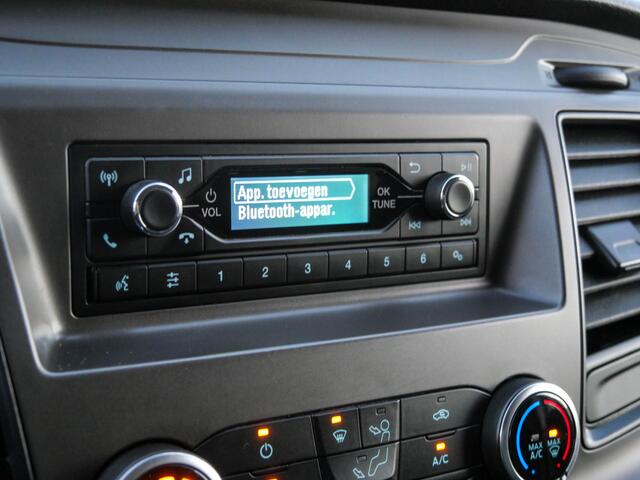 App. toevoegen
Bluetooth-appar.
VOL
OK
TUNE
1 2 3 4 5 6
A/C
MAX
A/C
MAX